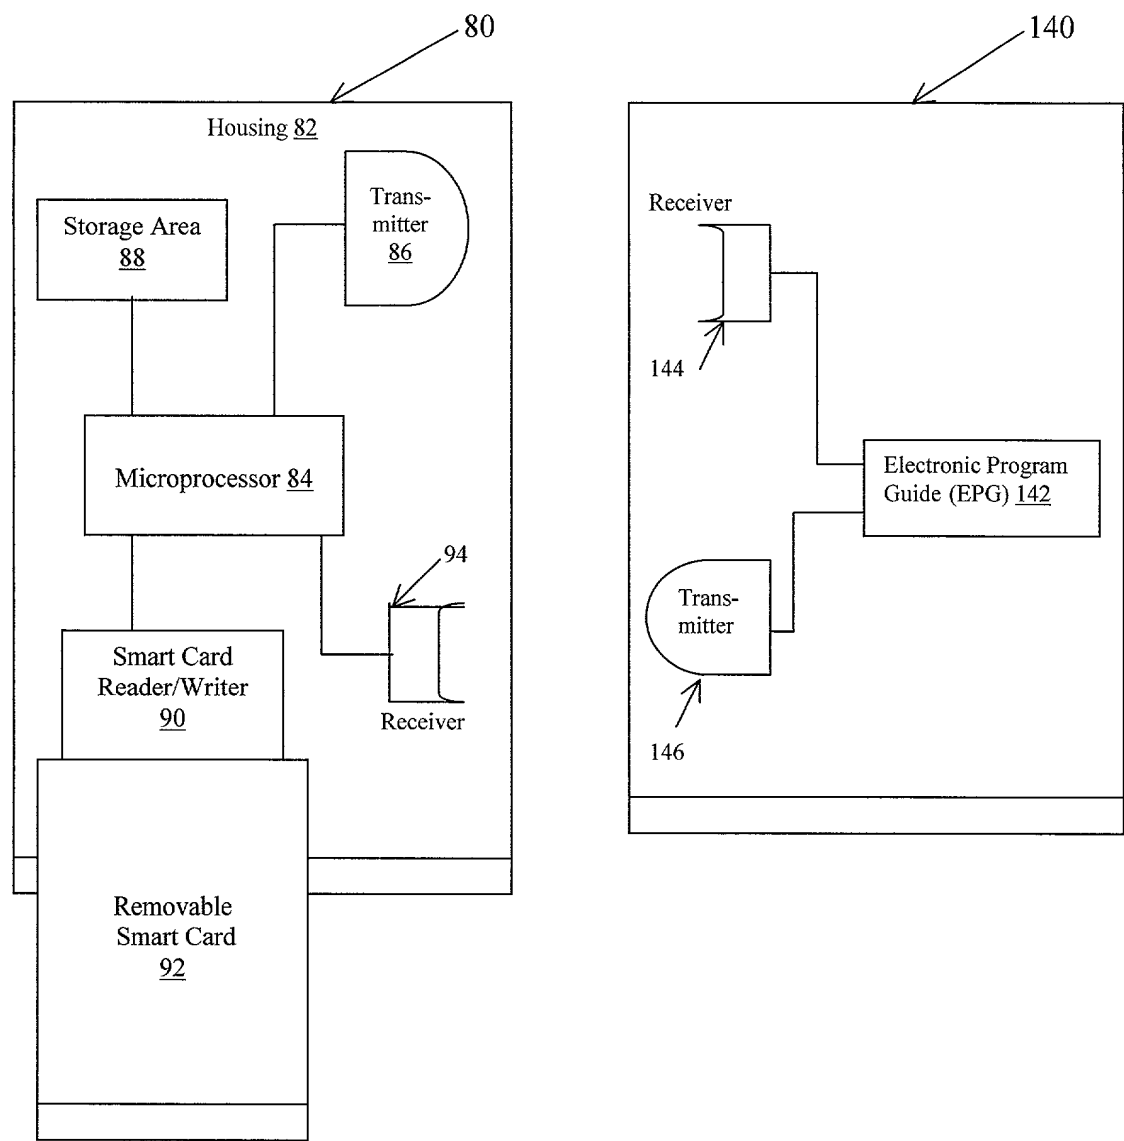 80
140
Housing 82
Trans-
mitter
86
Storage Area
88
Microprocessor 84
94
Receiver
Smart Card
Reader/Writer
90
Removable
Smart Card
92
Receiver
144
Electronic Program
Guide (EPG) 142
Trans-
mitter
146